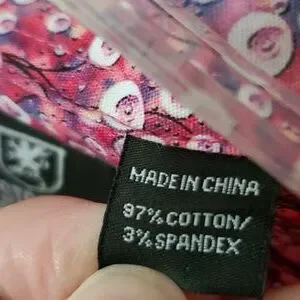 MADE IN CHINA
97% COTTON/
3% SPANDEX